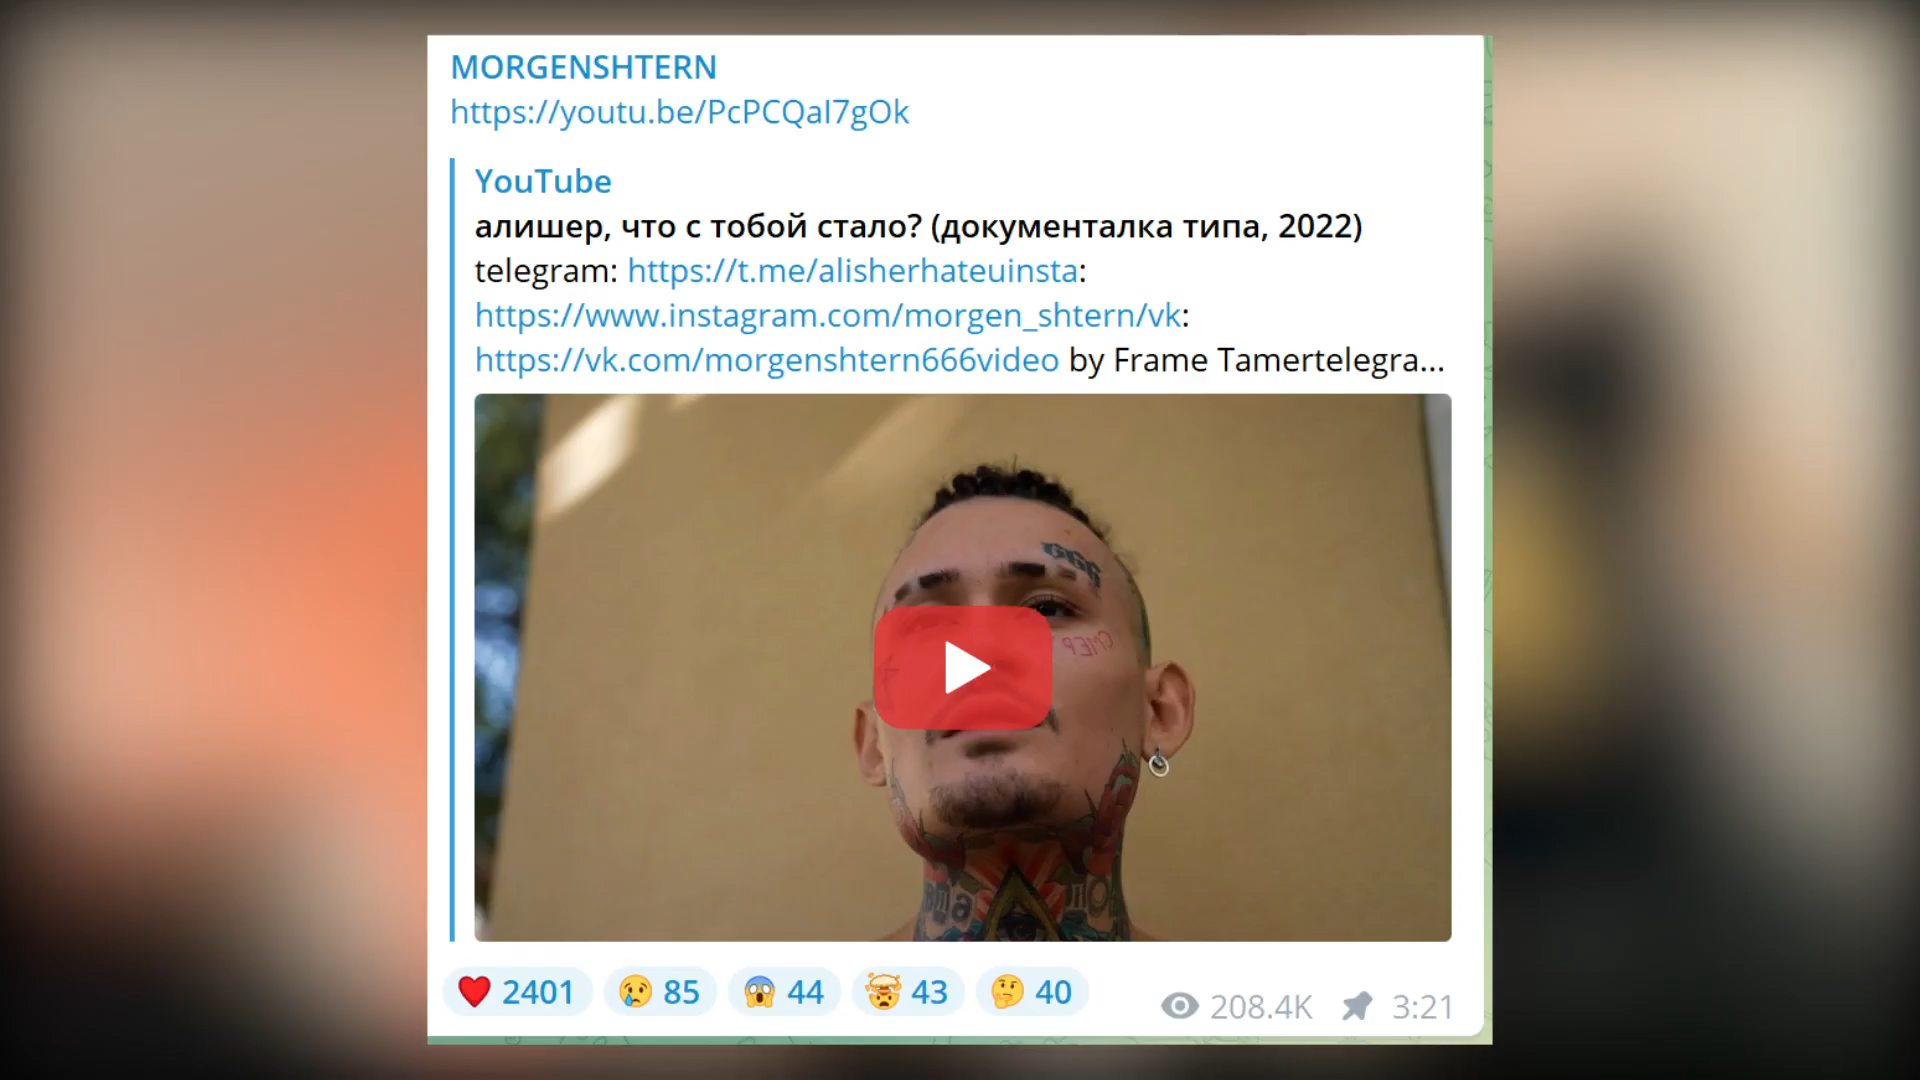 MORGENSHTERN
https://youtu.be/PcPCQaI7gOk
YouTube
алишер, что с тобой стало? (документалка типа, 2022)
telegram: https://t.me/alisherhateuinsta:
https://www.instagram.com/morgen_shtern/vk:
https://vk.com/morgenshtern666video by Frame Tamertelegra...
666
2401 85 44 43 40
208.4K 3:21